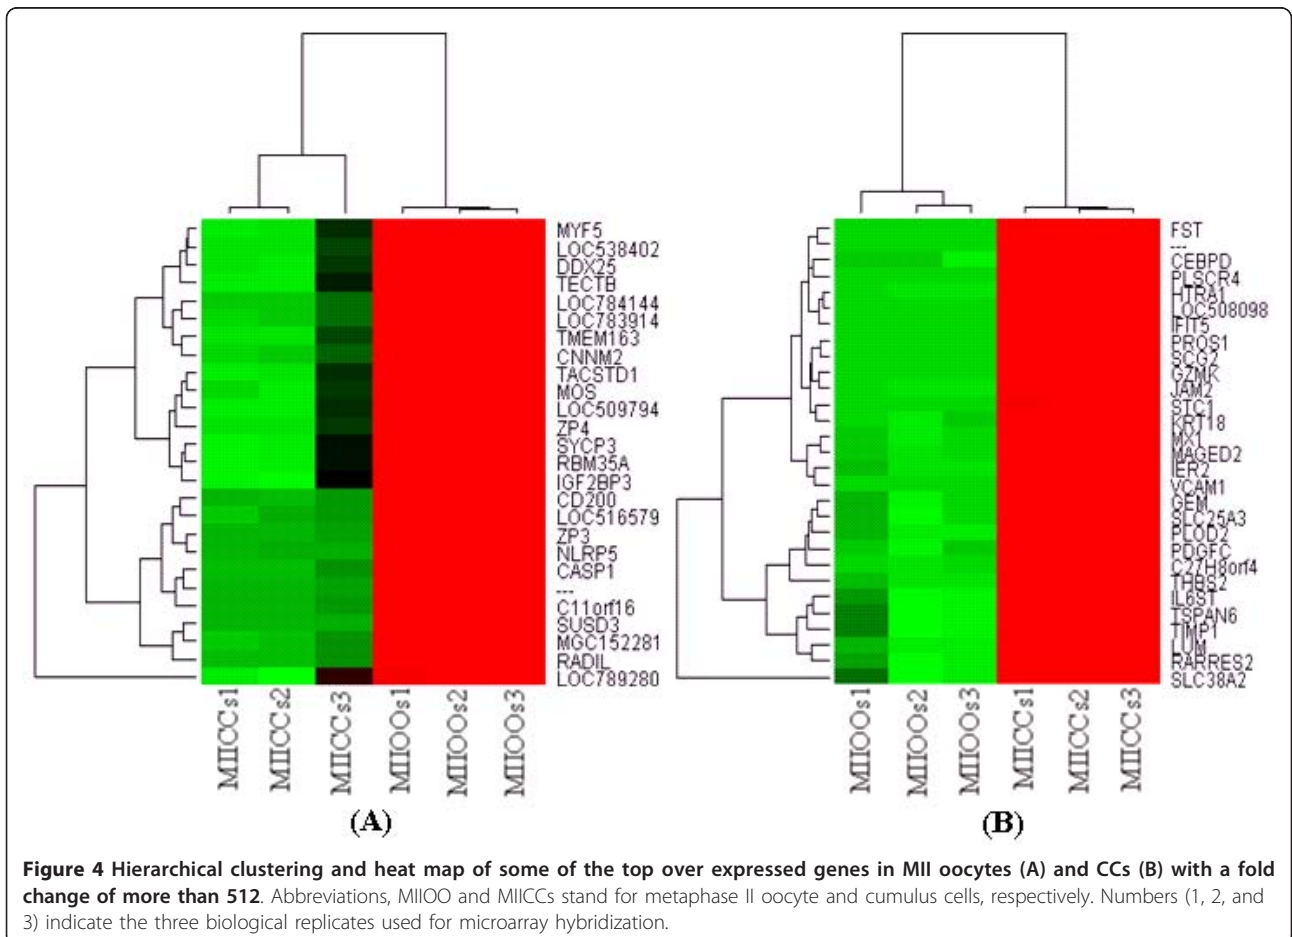 MYF5
LOC538402
DDX25
TECTB
LOC784144
LOC783914
TMEM163
CNNM2
TACSTD1
MOS
LOC509794
ZP4
SYCP3
RBM35A
IGF2BP3
CD200
LOC516579
ZP3
NLRP5
CASP1
---
C11orf16
SUSD3
MGC152281
RADIL
LOC789280
MIICCs1
MIICCs2
MIICCs3
MIIOOs1
MIIOOs2
MIIOOs3
(A)
FST
---
CEBPD
PLSCR4
HTRA1
LOC508098
IFIT5
PROS1
SCG2
GZMK
JAM2
STC1
KRT18
MX1
MAGED2
IER2
VCAM1
GEM
SLC25A3
PLOD2
PDGFC
C27H8orf4
THBS2
IL6ST
TSPAN6
TIMP1
LUM
RARRES2
SLC38A2
MIIOOs1
MIIOOs2
MIIOOs3
MIICCs1
MIICCs2
MIICCs3
(B)
Figure 4 Hierarchical clustering and heat map of some of the top over expressed genes in MII oocytes (A) and CCs (B) with a fold
change of more than 512. Abbreviations, MIIOO and MIICCs stand for metaphase II oocyte and cumulus cells, respectively. Numbers (1, 2, and
3) indicate the three biological replicates used for microarray hybridization.